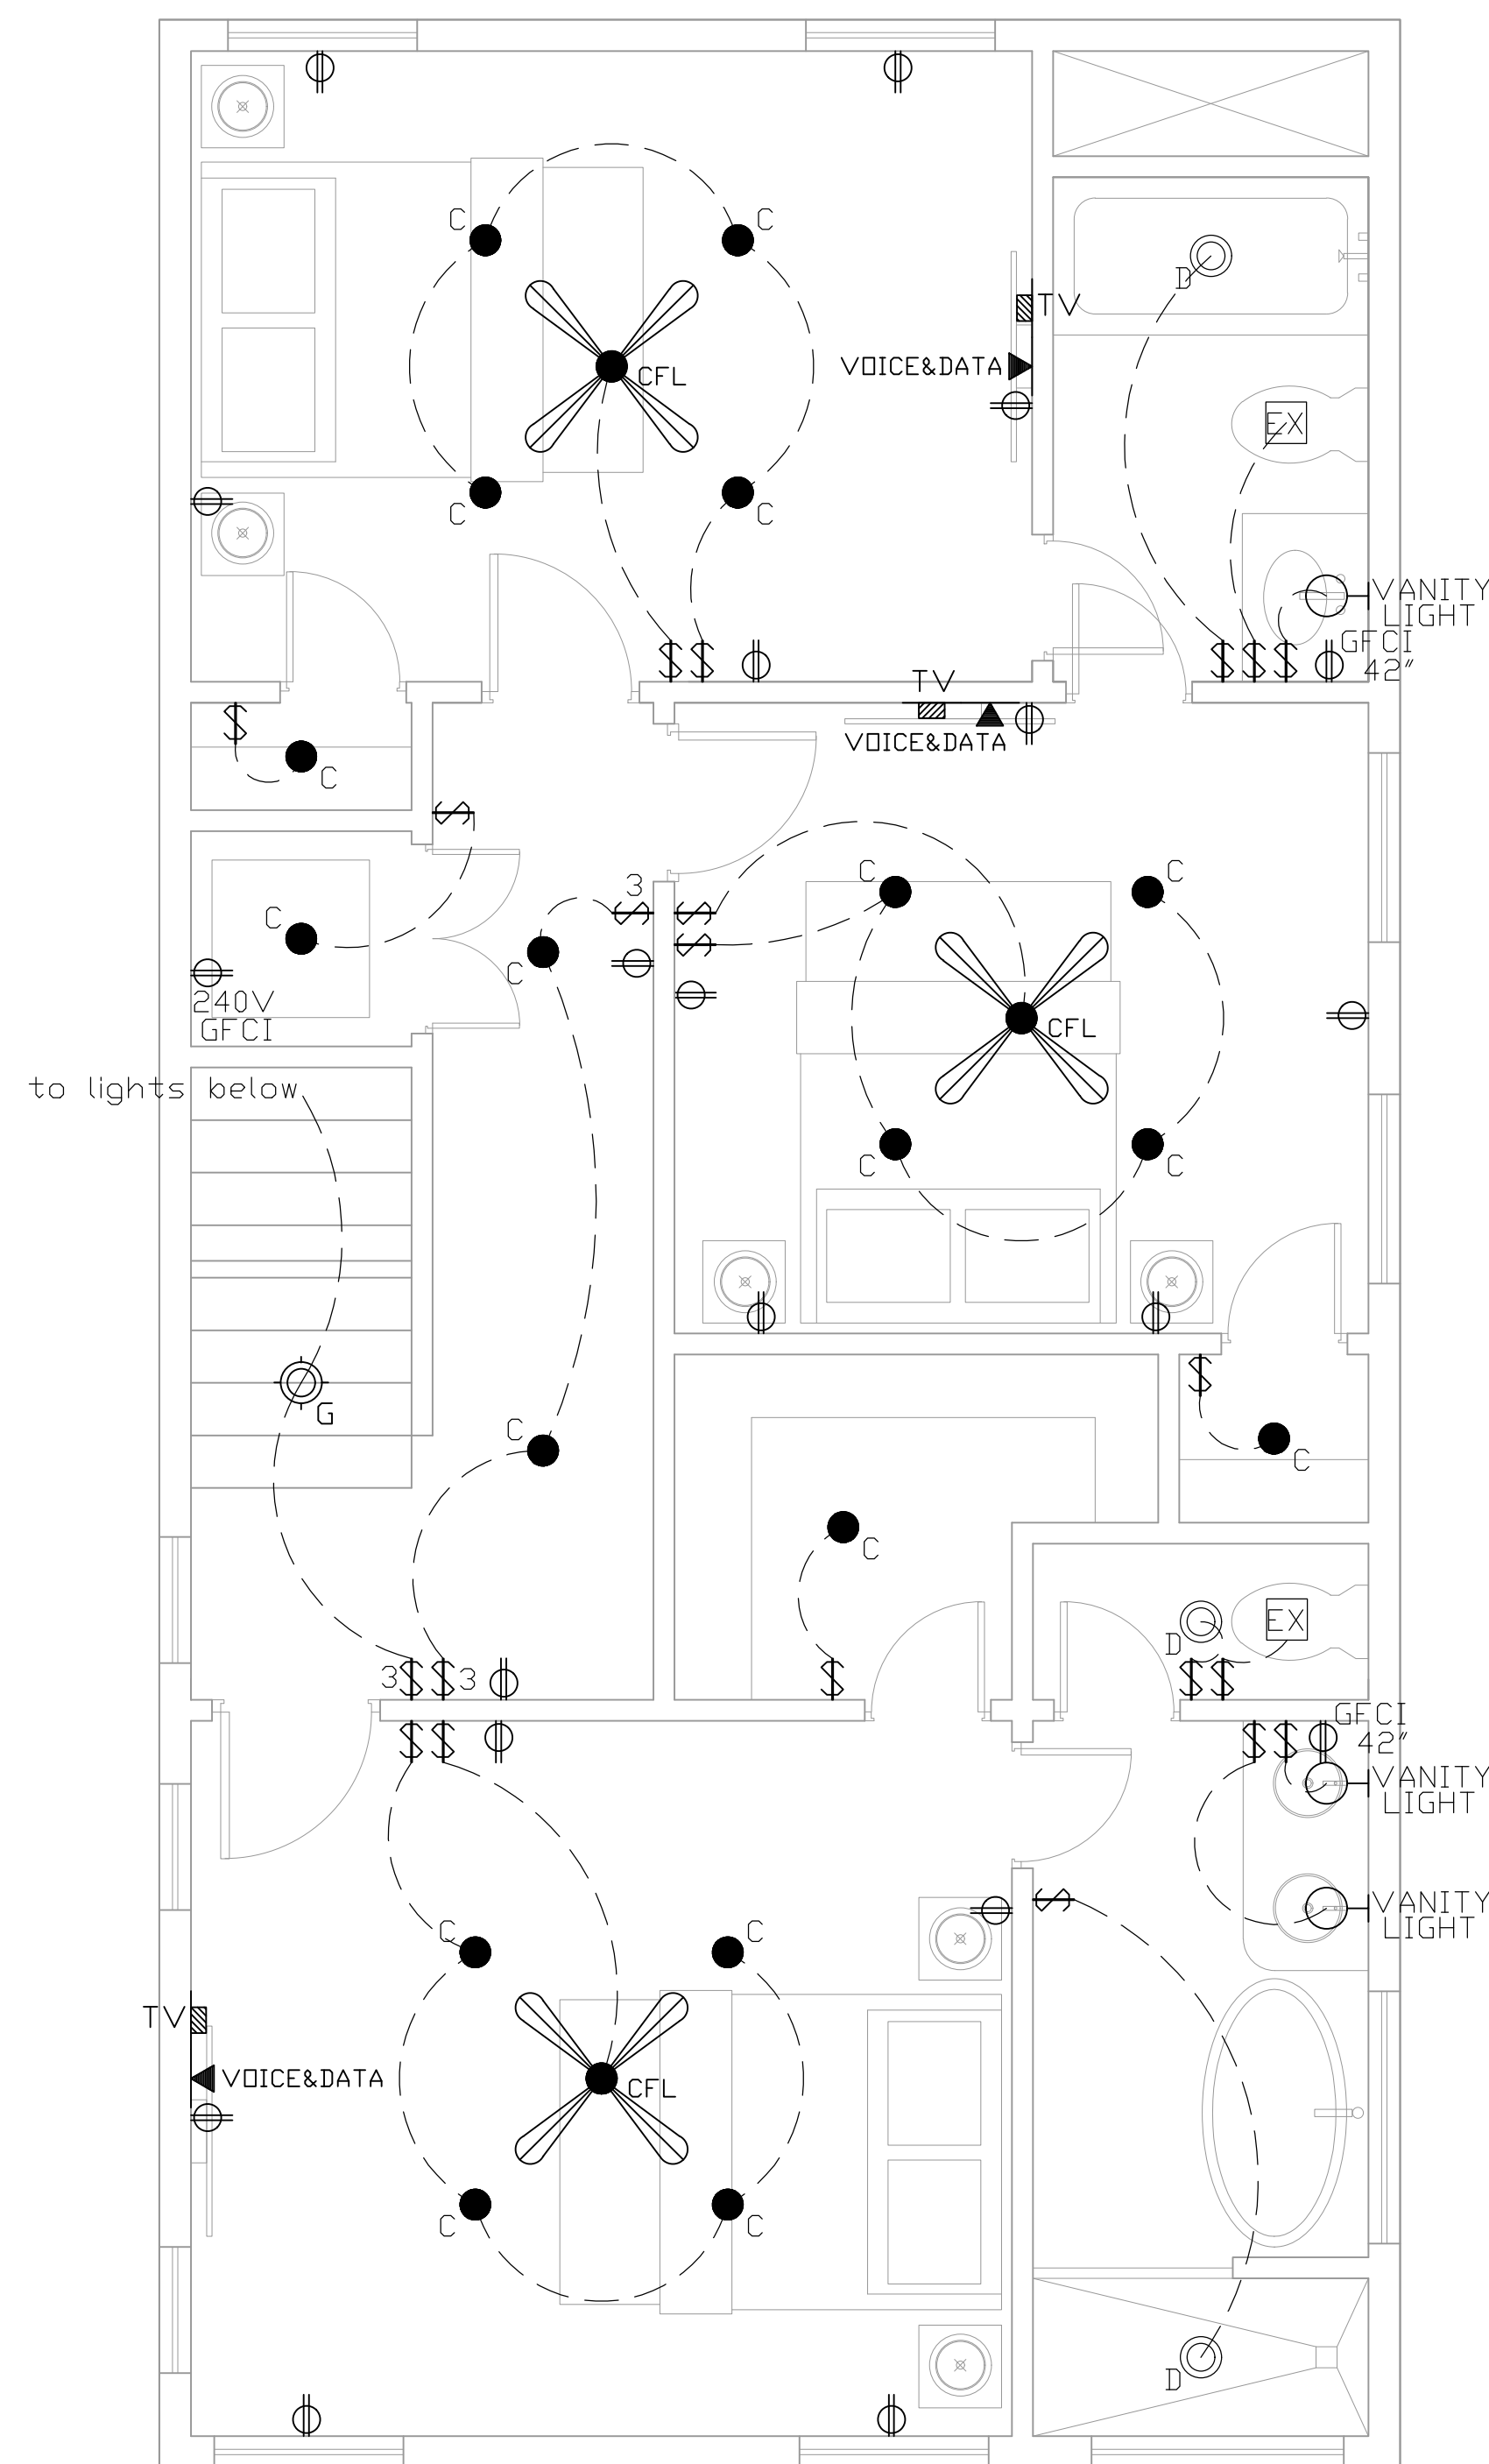 C
C
D
TV
VOICE&DATA
CFL
EX
C
C
VANITY
LIGHT
GFCI
42"
$
$
$
$
$
TV
VOICE&DATA
$
C
$
C
C
3
$
$
C
$
C
240V
GFCI
CFL
to lights below
C
C
$
G
C
C
C
D
EX
3
$
$
3
$
$
$
GFCI
42"
$
$
$
$
VANITY
LIGHT
$
VANITY
LIGHT
C
C
TV
VOICE&DATA
CFL
C
C
D